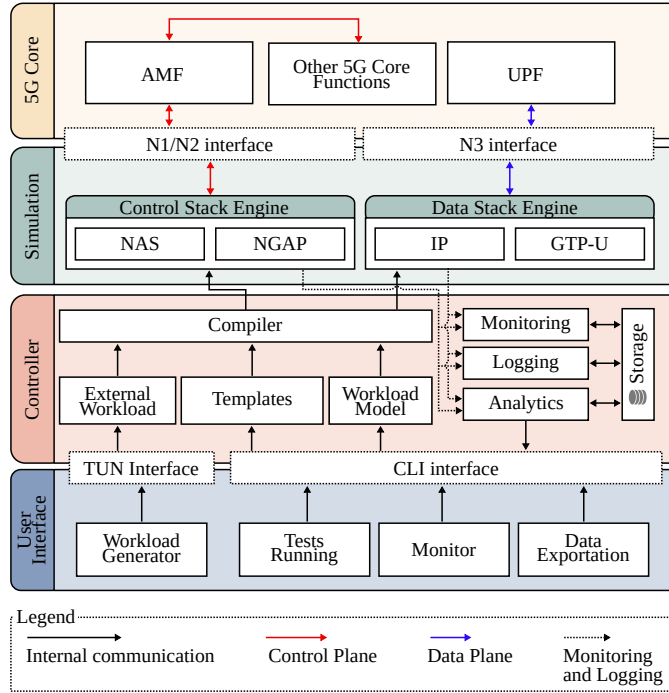 5G Core
AMF
Other 5G Core
Functions
UPF
N1/N2 interface
N3 interface
Simulation
Control Stack Engine
NAS
NGAP
Data Stack Engine
IP
GTP-U
Controller
Compiler
Monitoring
Logging
Analytics
Storage
External
Workload
Templates
Workload
Model
TUN Interface
CLI interface
User
Interface
Workload
Generator
Tests
Running
Monitor
Data
Exportation
Legend
Internal communication
Control Plane
Data Plane
Monitoring
and Logging